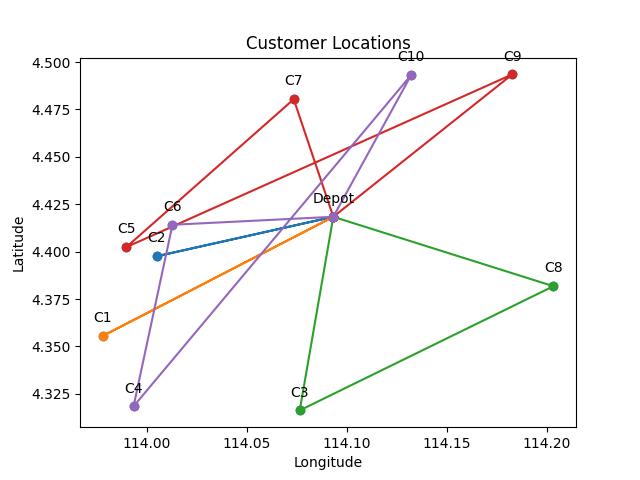 Customer Locations
C10
C9
C7
Depot
C6
C5
C2
C8
C1
C4
C3
4.500
4.475
4.450
4.425
4.400
4.375
4.350
4.325
Latitude
114.00
114.05
114.10
114.15
114.20
Longitude